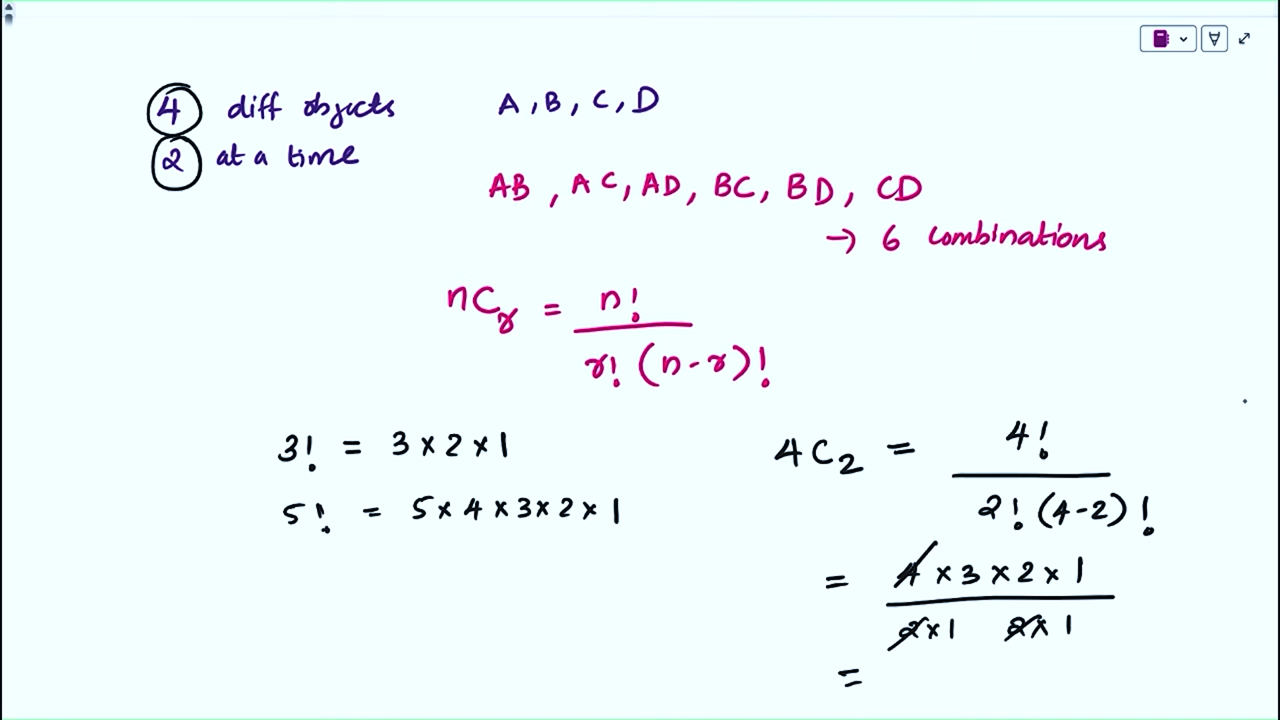 4 diff objects A, B, C, D
2 at a time
AB, AC, AD, BC, BD, CD
→ 6 combinations
nCr = n! / r! (n-r)!
3! = 3 × 2 × 1
5! = 5 × 4 × 3 × 2 × 1
4C2 = 4! / 2! (4-2)!
= 4 × 3 × 2 × 1 / 2×1 2×1
=